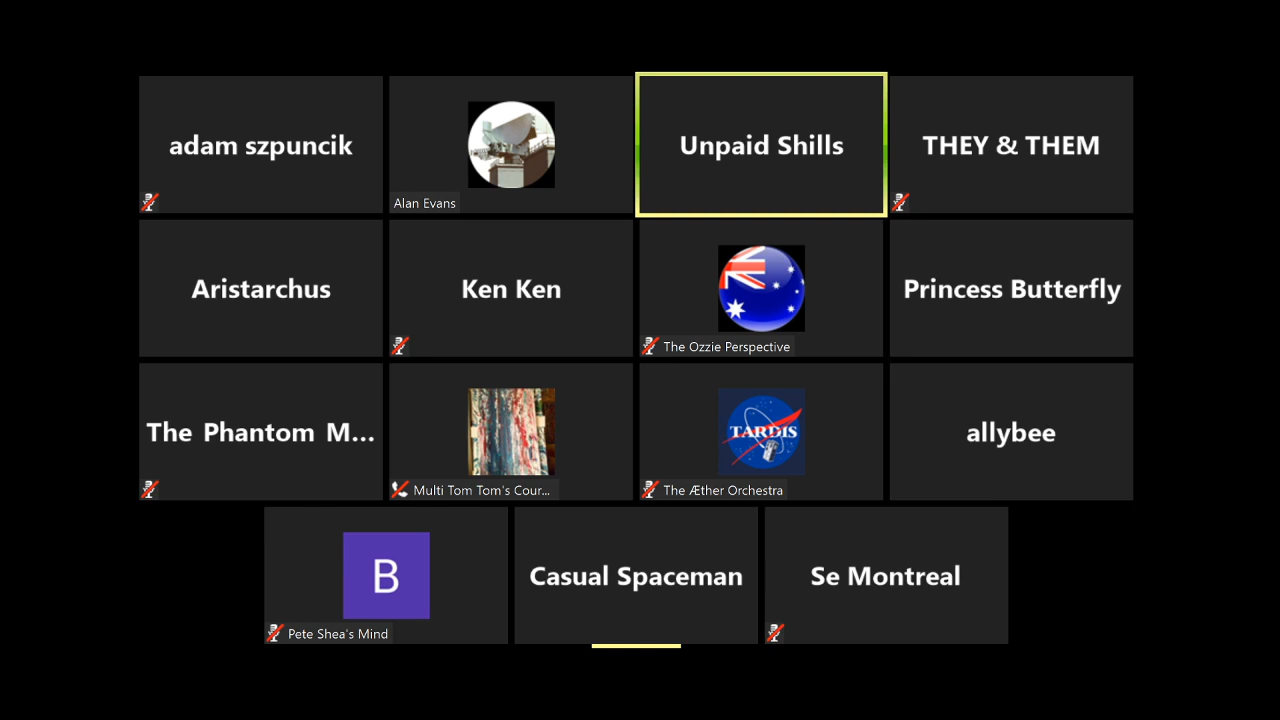 adam szpuncik
Alan Evans
Unpaid Shills
THEY & THEM
Aristarchus
Ken Ken
The Ozzie Perspective
Princess Butterfly
The Phantom M...
Multi Tom Tom's Cour...
TARDIS
The Æther Orchestra
allybee
B
Pete Shea's Mind
Casual Spaceman
Se Montreal